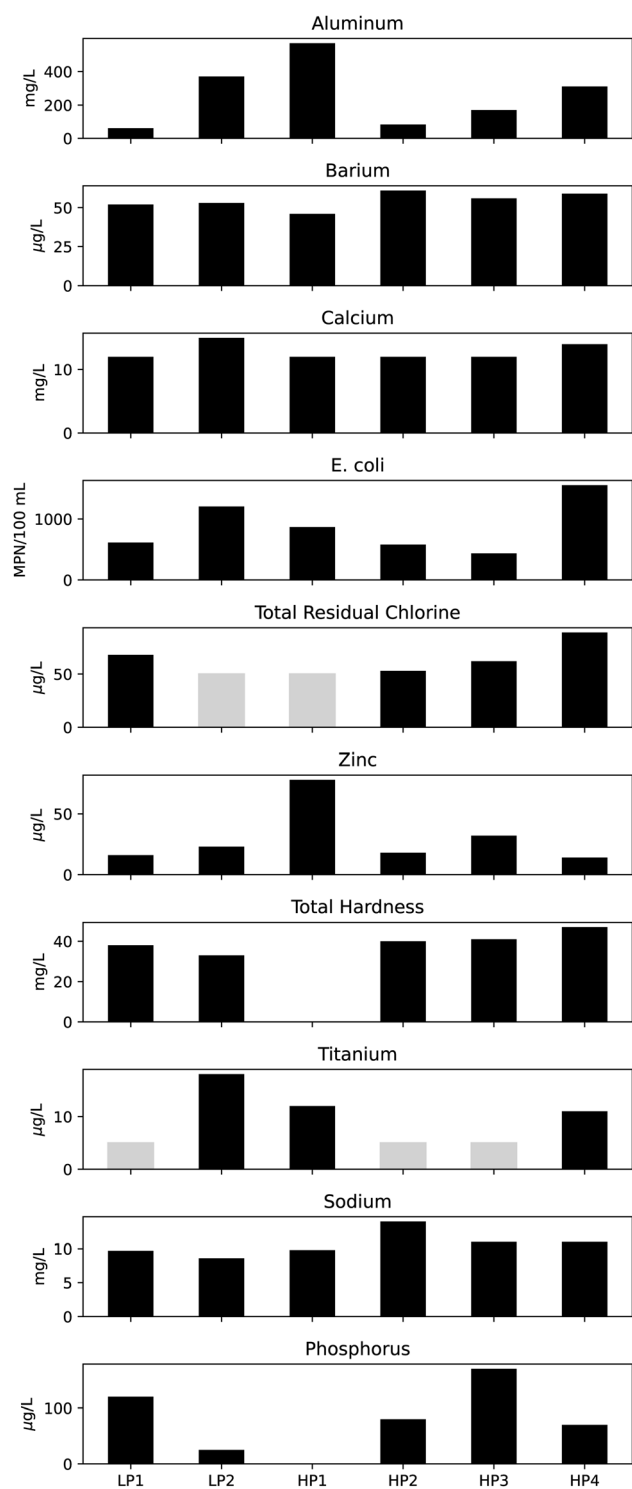 Aluminum
mg/L
400
200
0
Barium
µg/L
50
25
0
Calcium
mg/L
10
0
E. coli
MPN/100 mL
1000
0
Total Residual Chlorine
µg/L
50
0
Zinc
µg/L
50
0
Total Hardness
mg/L
40
20
0
Titanium
µg/L
10
0
Sodium
mg/L
10
5
0
Phosphorus
µg/L
100
0
LP1 LP2 HP1 HP2 HP3 HP4